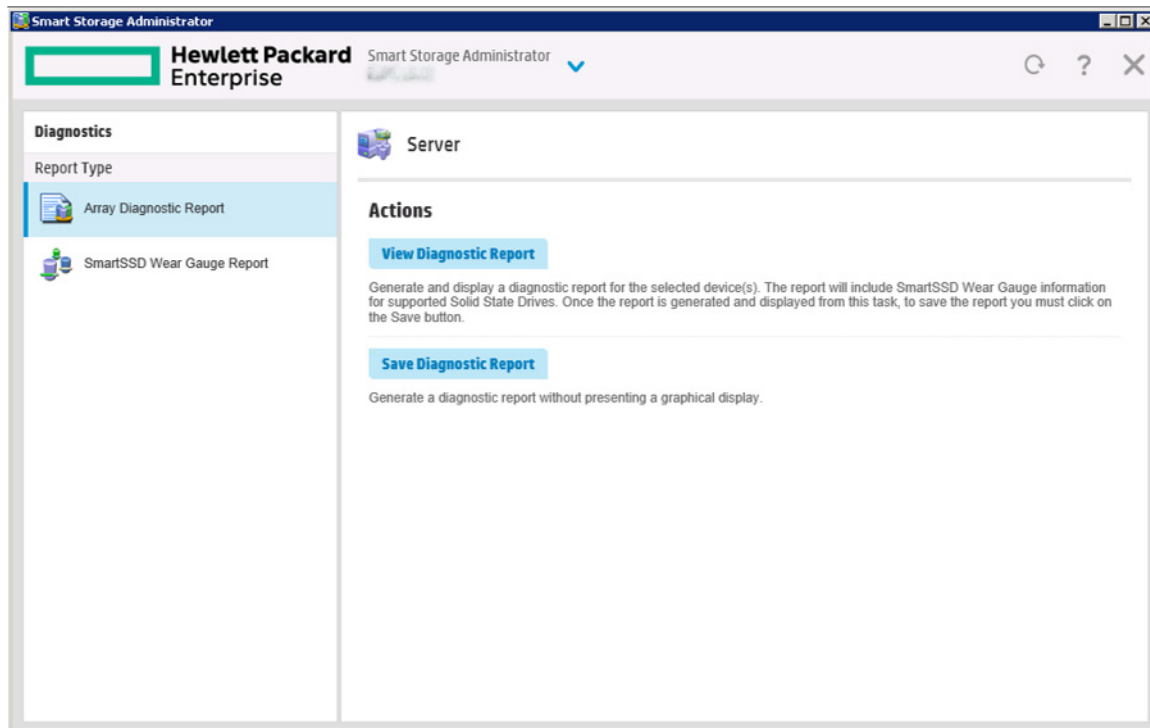 Smart Storage Administrator
Hewlett Packard
Enterprise
Smart Storage Administrator
?
Diagnostics
Report Type
Array Diagnostic Report
SmartSSD Wear Gauge Report
Server
Actions
View Diagnostic Report
Generate and display a diagnostic report for the selected device(s). The report will include SmartSSD Wear Gauge information
for supported Solid State Drives. Once the report is generated and displayed from this task, to save the report you must click on
the Save button.
Save Diagnostic Report
Generate a diagnostic report without presenting a graphical display.